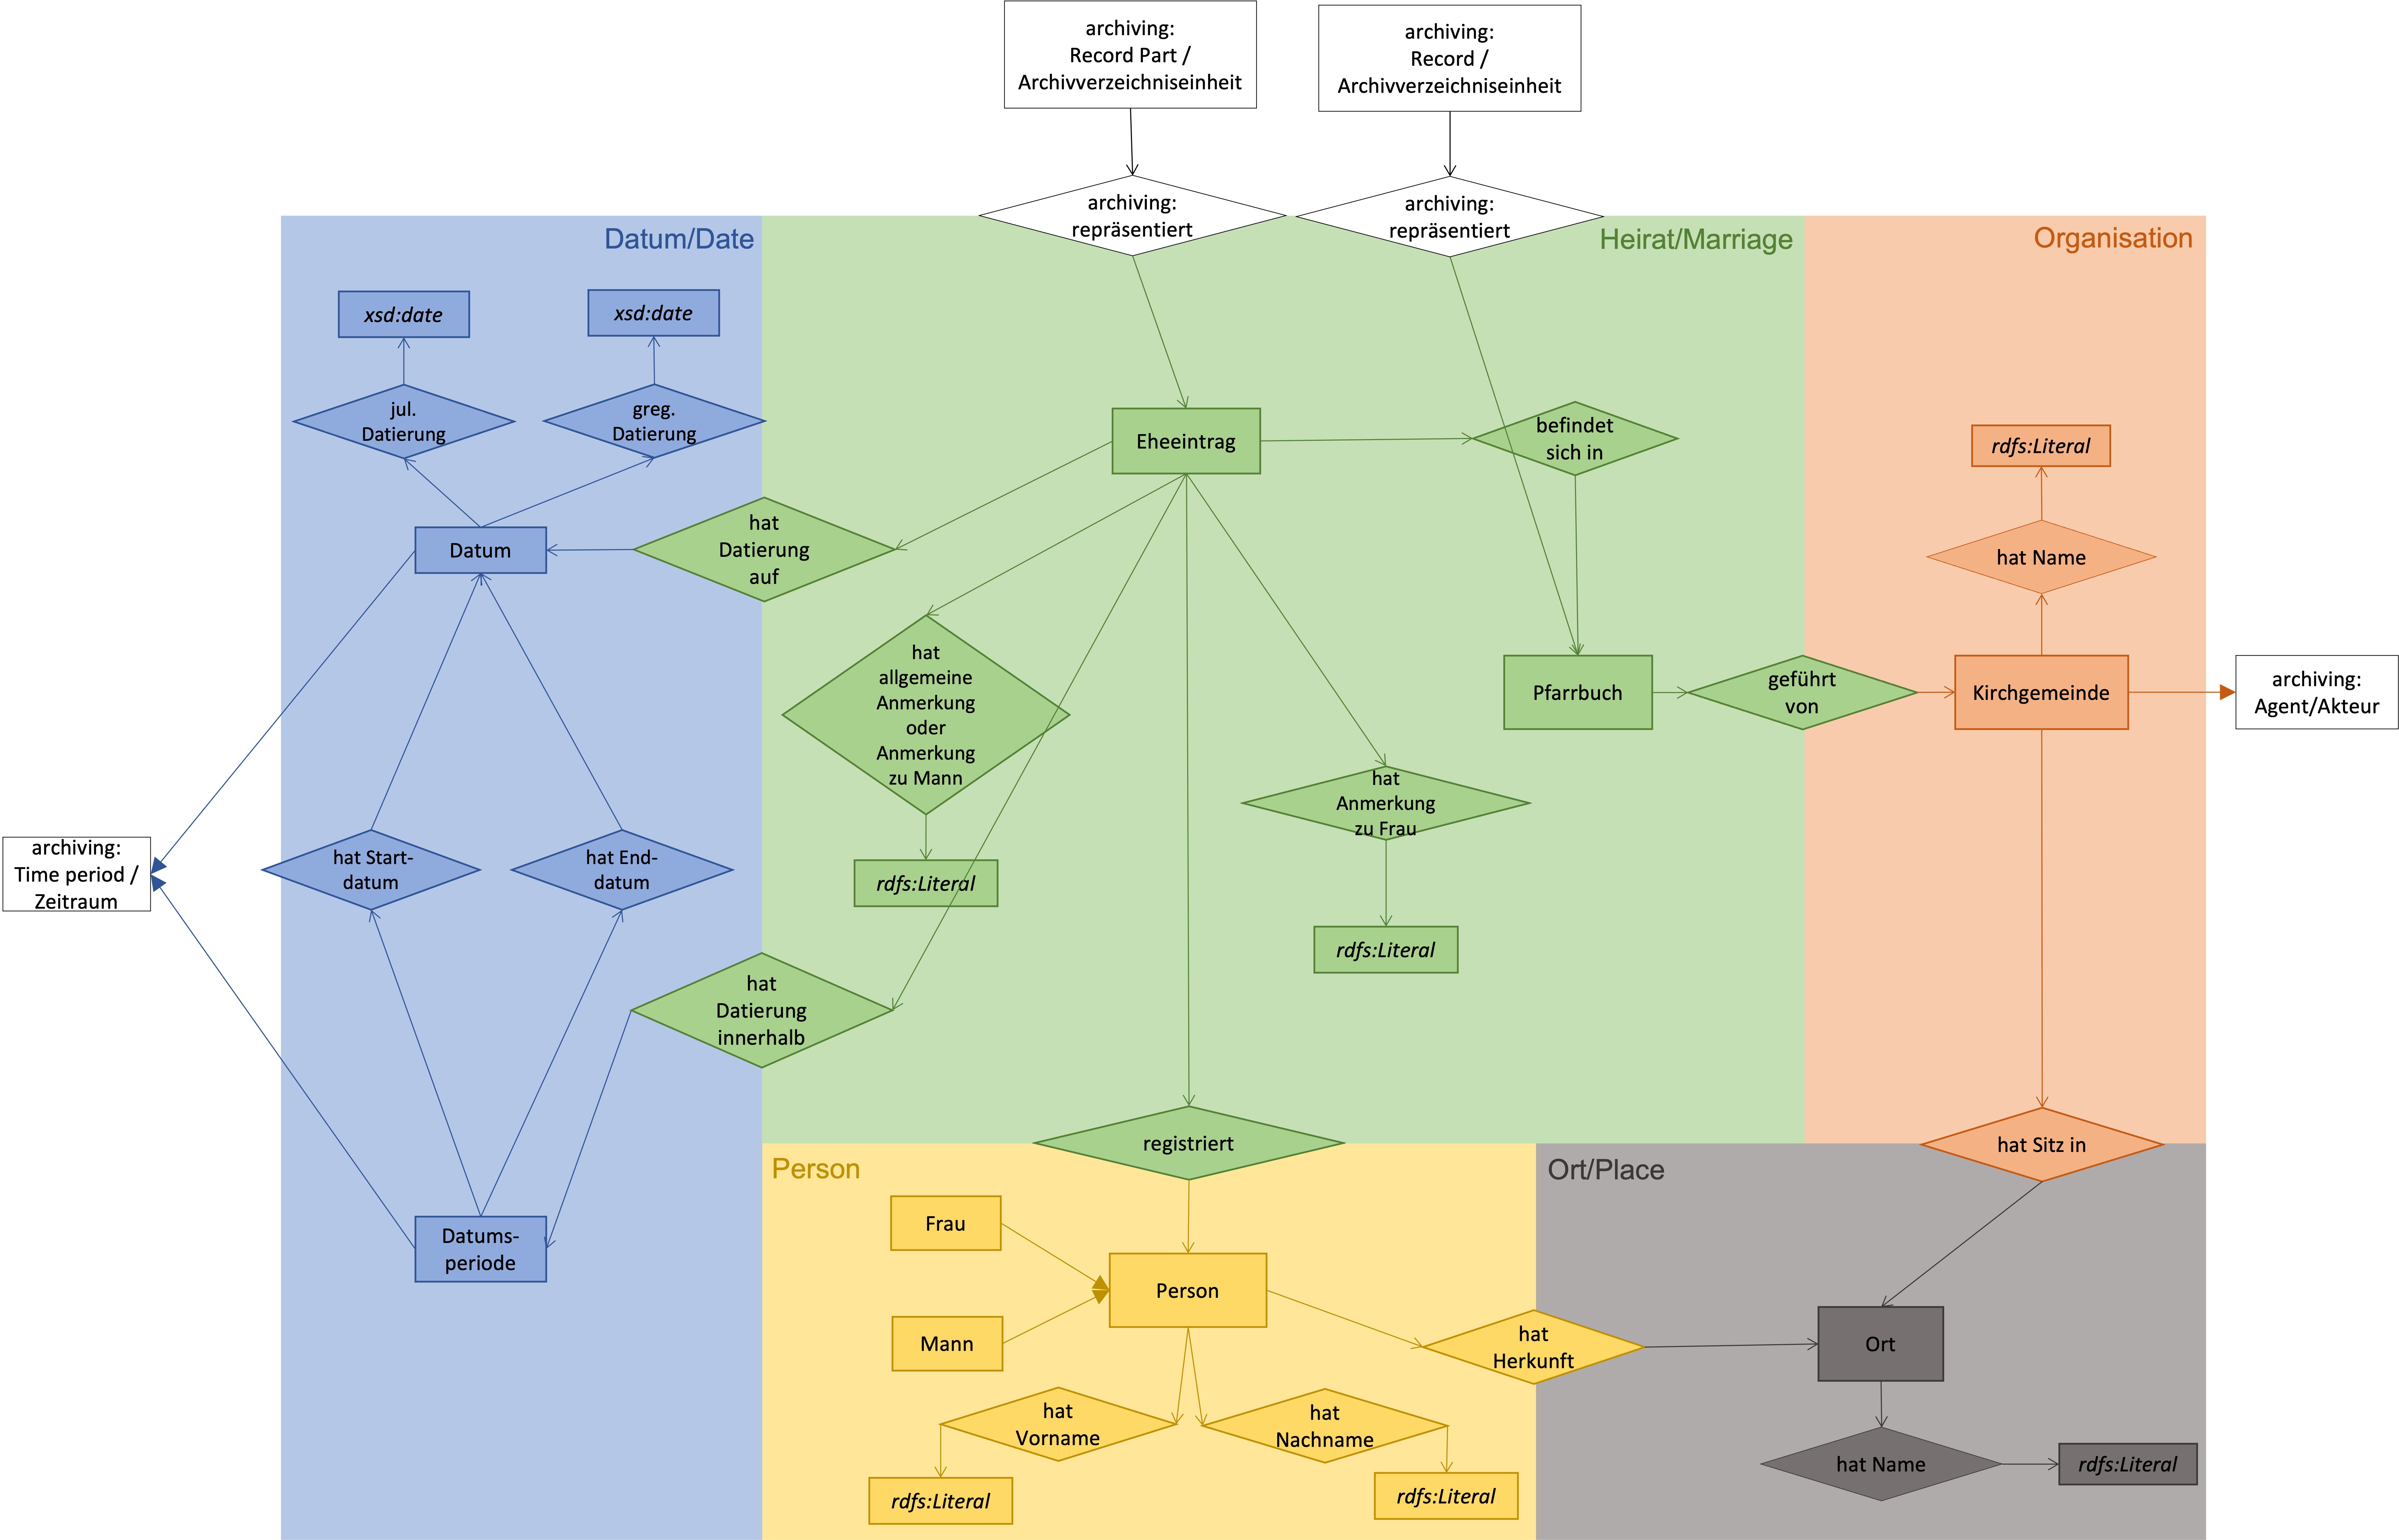 archiving:
Record Part /
Archivverzeichniseinheit
archiving:
Record /
Archivverzeichniseinheit
archiving:
repräsentiert
archiving:
repräsentiert
Datum/Date
Heirat/Marriage
Organisation
xsd:date
xsd:date
jul.
Datierung
greg.
Datierung
Eheeintrag
befindet
sich in
rdfs:Literal
Datum
hat
Datierung
auf
hat Name
hat
allgemeine
Anmerkung
oder
Anmerkung
zu Mann
Pfarrbuch
geführt
von
Kirchgemeinde
archiving:
Agent/Akteur
hat
Anmerkung
zu Frau
archiving:
Time period /
Zeitraum
hat Start-
datum
hat End-
datum
rdfs:Literal
rdfs:Literal
hat
Datierung
innerhalb
registriert
hat Sitz in
Person
Ort/Place
Frau
Datums-
periode
Person
Mann
hat
Herkunft
Ort
hat
Vorname
hat
Nachname
hat Name
rdfs:Literal
rdfs:Literal
rdfs:Literal